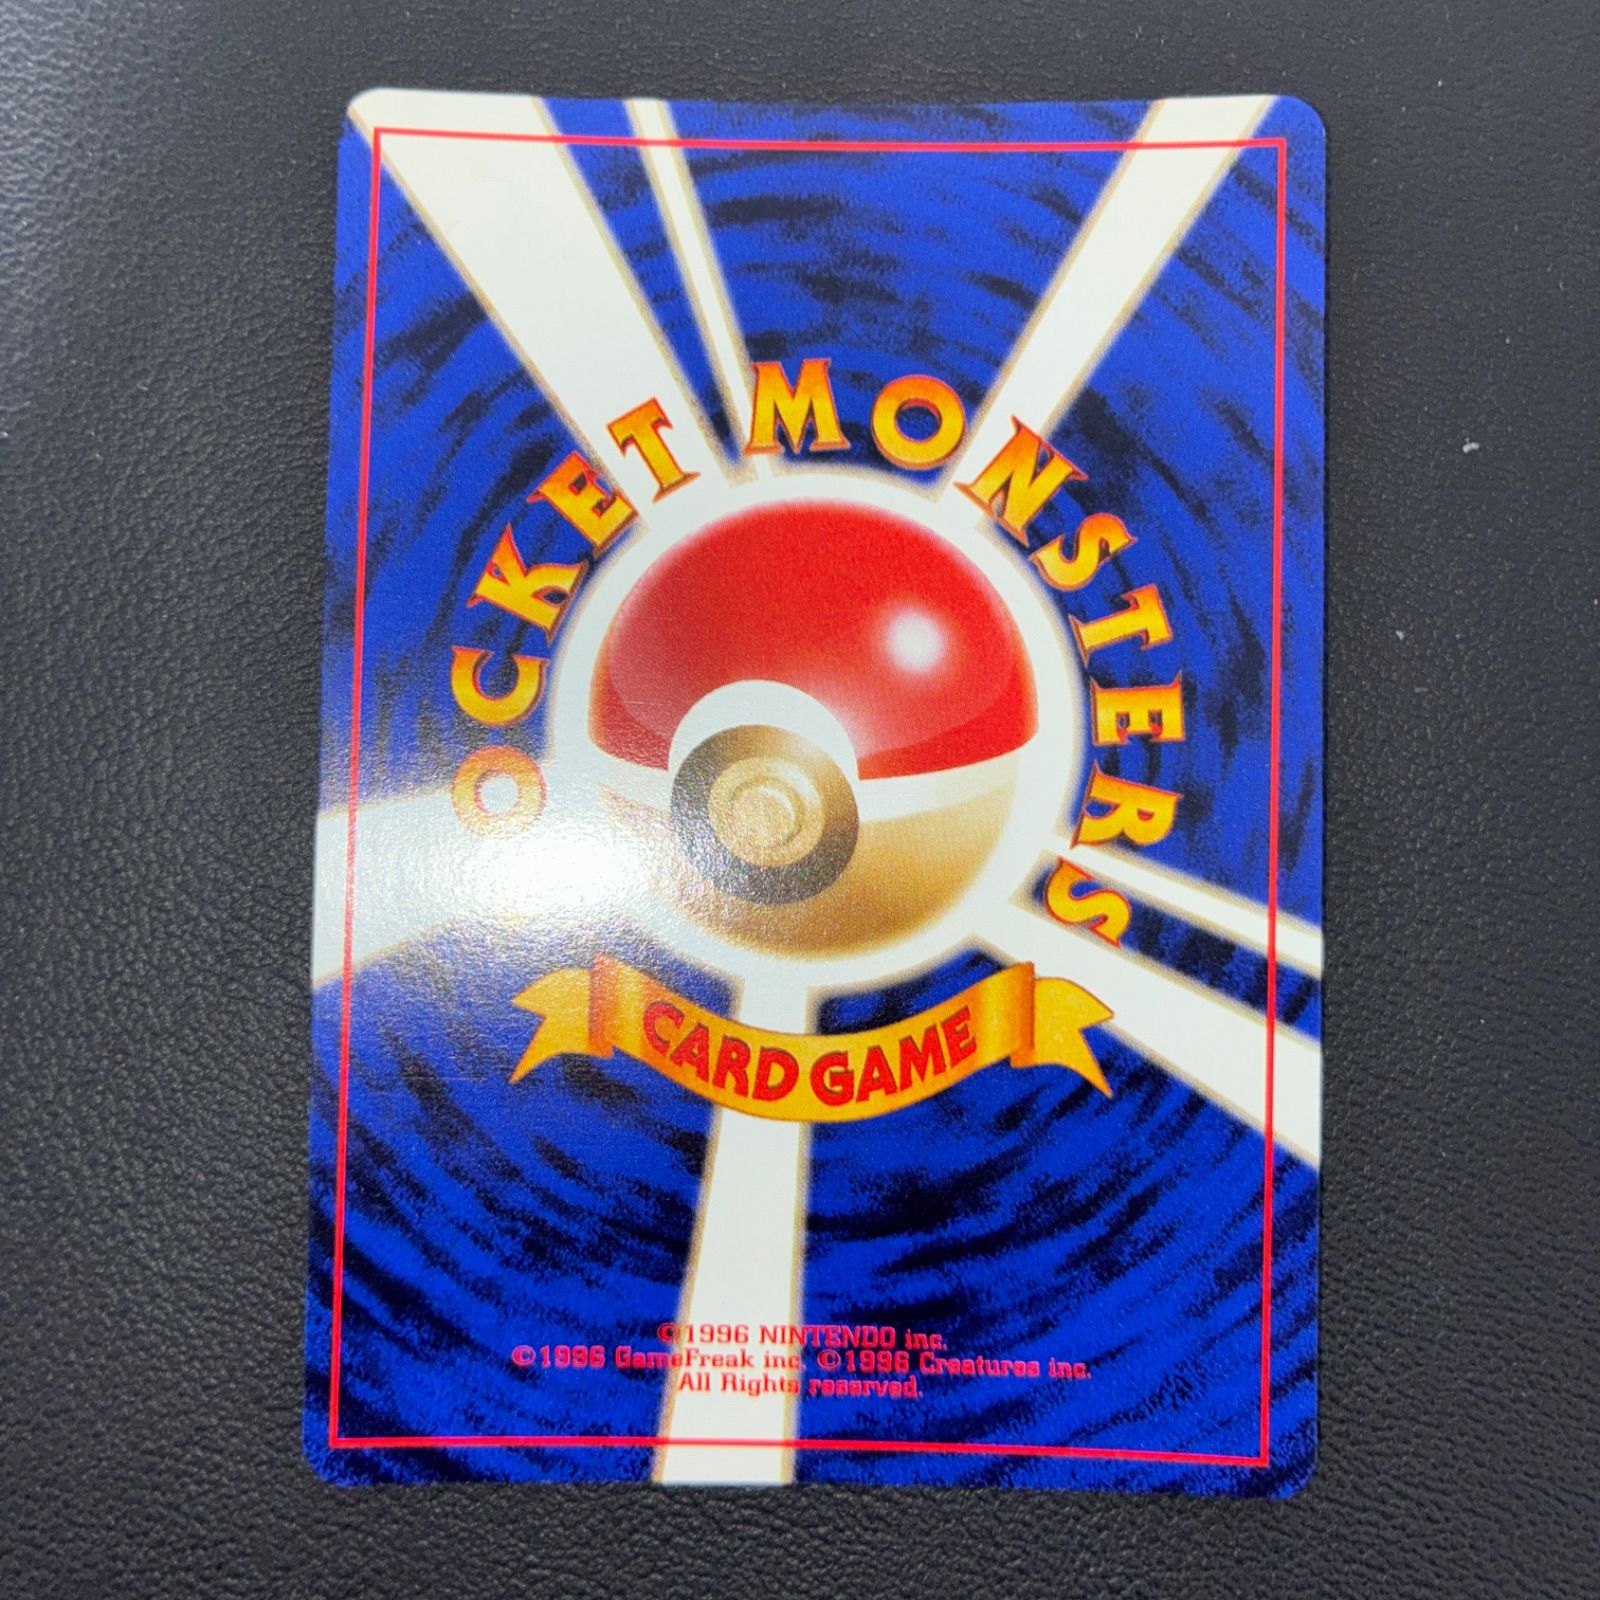 OCKET MONSTERS
CARD GAME
©1996 NINTENDO inc.
©1996 GameFreak inc. ©1996 Creatures inc.
All Rights reserved.